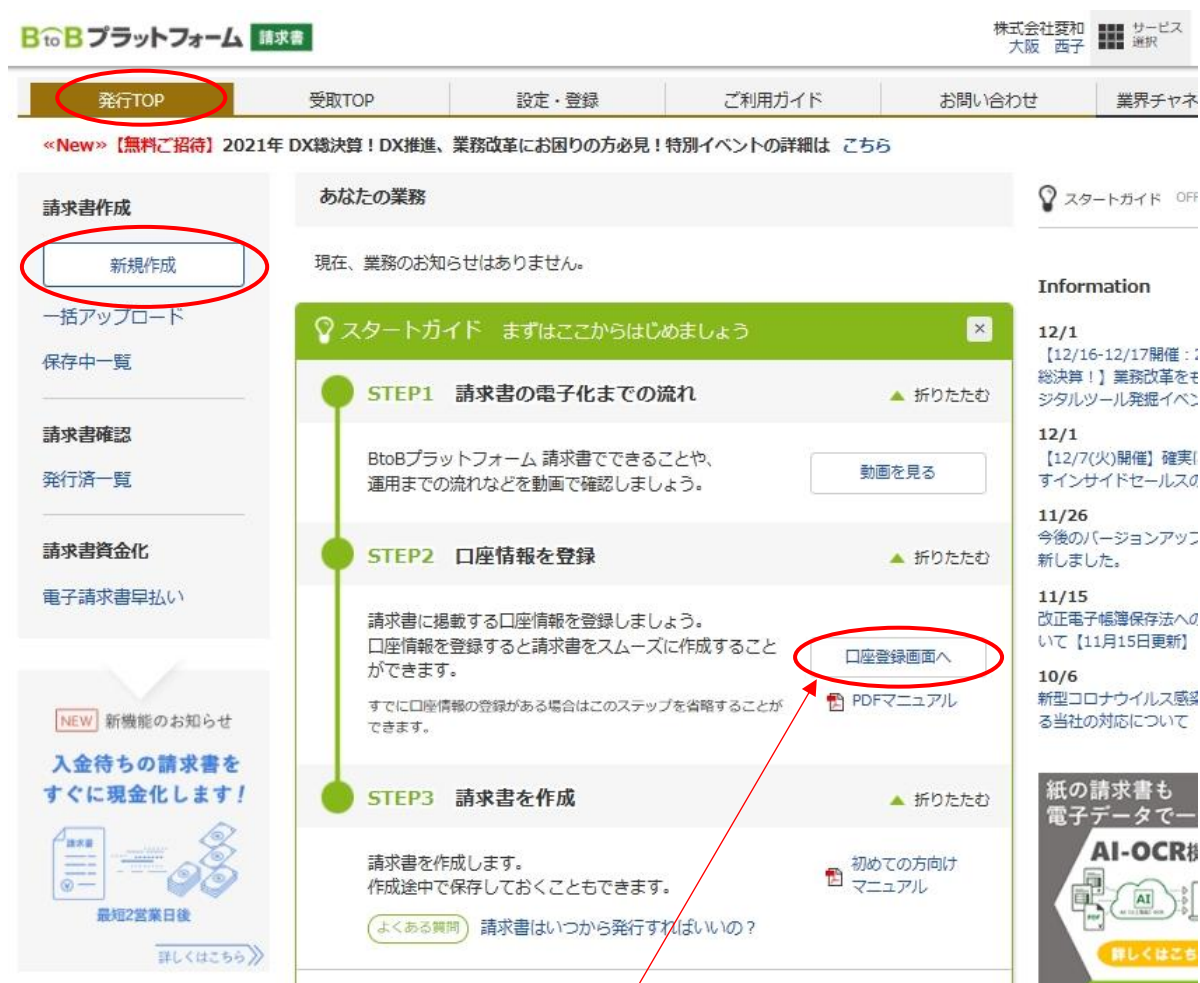 BtoBプラットフォーム 請求書
株式会社愛和
大阪 西子
サービス
選択
発行TOP
受取TOP
設定・登録
ご利用ガイド
お問い合わせ
業界チャネ
«New»【無料ご招待】2021年 DX総決算！DX推進、業務改革にお困りの方必見！特別イベントの詳細は こちら
請求書作成
新規作成
一括アップロード
保存中一覧
請求書確認
発行済一覧
請求書資金化
電子請求書早払い
NEW 新機能のお知らせ
入金待ちの請求書を
すぐに現金化します！
請求書
最短2営業日後
詳しくはこちら
あなたの業務
現在、業務のお知らせはありません。
スタートガイド まずはここからはじめましょう
STEP1 請求書の電子化までの流れ
▲ 折りたたむ
BtoBプラットフォーム 請求書でできることや、
運用までの流れなどを動画で確認しましょう。
動画を見る
STEP2 口座情報を登録
▲ 折りたたむ
請求書に掲載する口座情報を登録しましょう。
口座情報を登録すると請求書をスムーズに作成すること
ができます。
すでに口座情報の登録がある場合はこのステップを省略することが
できます。
口座登録画面へ
PDFマニュアル
STEP3 請求書を作成
▲ 折りたたむ
請求書を作成します。
作成途中で保存しておくこともできます。
初めての方向け
マニュアル
よくある質問 請求書はいつから発行すればいいの？
スタートガイド OFF
Information
12/1
【12/16-12/17開催：2
総決算！】業務改革をも
ジタルツール発掘イベン
12/1
【12/7(火)開催】確実に
すインサイドセールスの
11/26
今後のバージョンアップ
新しました。
11/15
改正電子帳簿保存法への
いて【11月15日更新】
10/6
新型コロナウイルス感染
る当社の対応について
紙の請求書も
電子データで一
AI-OCR機
AI
PDF
詳しくはこち